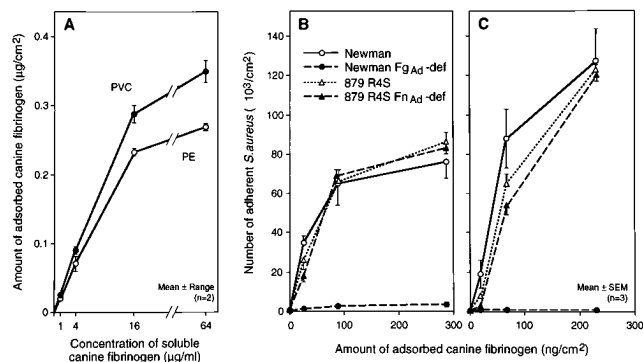 A
Amount of adsorbed canine fibrinogen (µg/cm2)
0.4
0.3
0.2
0.1
0
PVC
PE
Mean ± Range
(n=2)
1 4 16 64
Concentration of soluble
canine fibrinogen (µg/ml)
B
Number of adherent S.aureus ( 10³/cm2)
140
120
100
80
60
40
20
0
Newman
Newman FgAd-def
879 R4S
879 R4S FnAd-def
0 100 200 300
C
Mean ± SEM
(n=3)
0 100 200 300
Amount of adsorbed canine fibrinogen (ng/cm2)